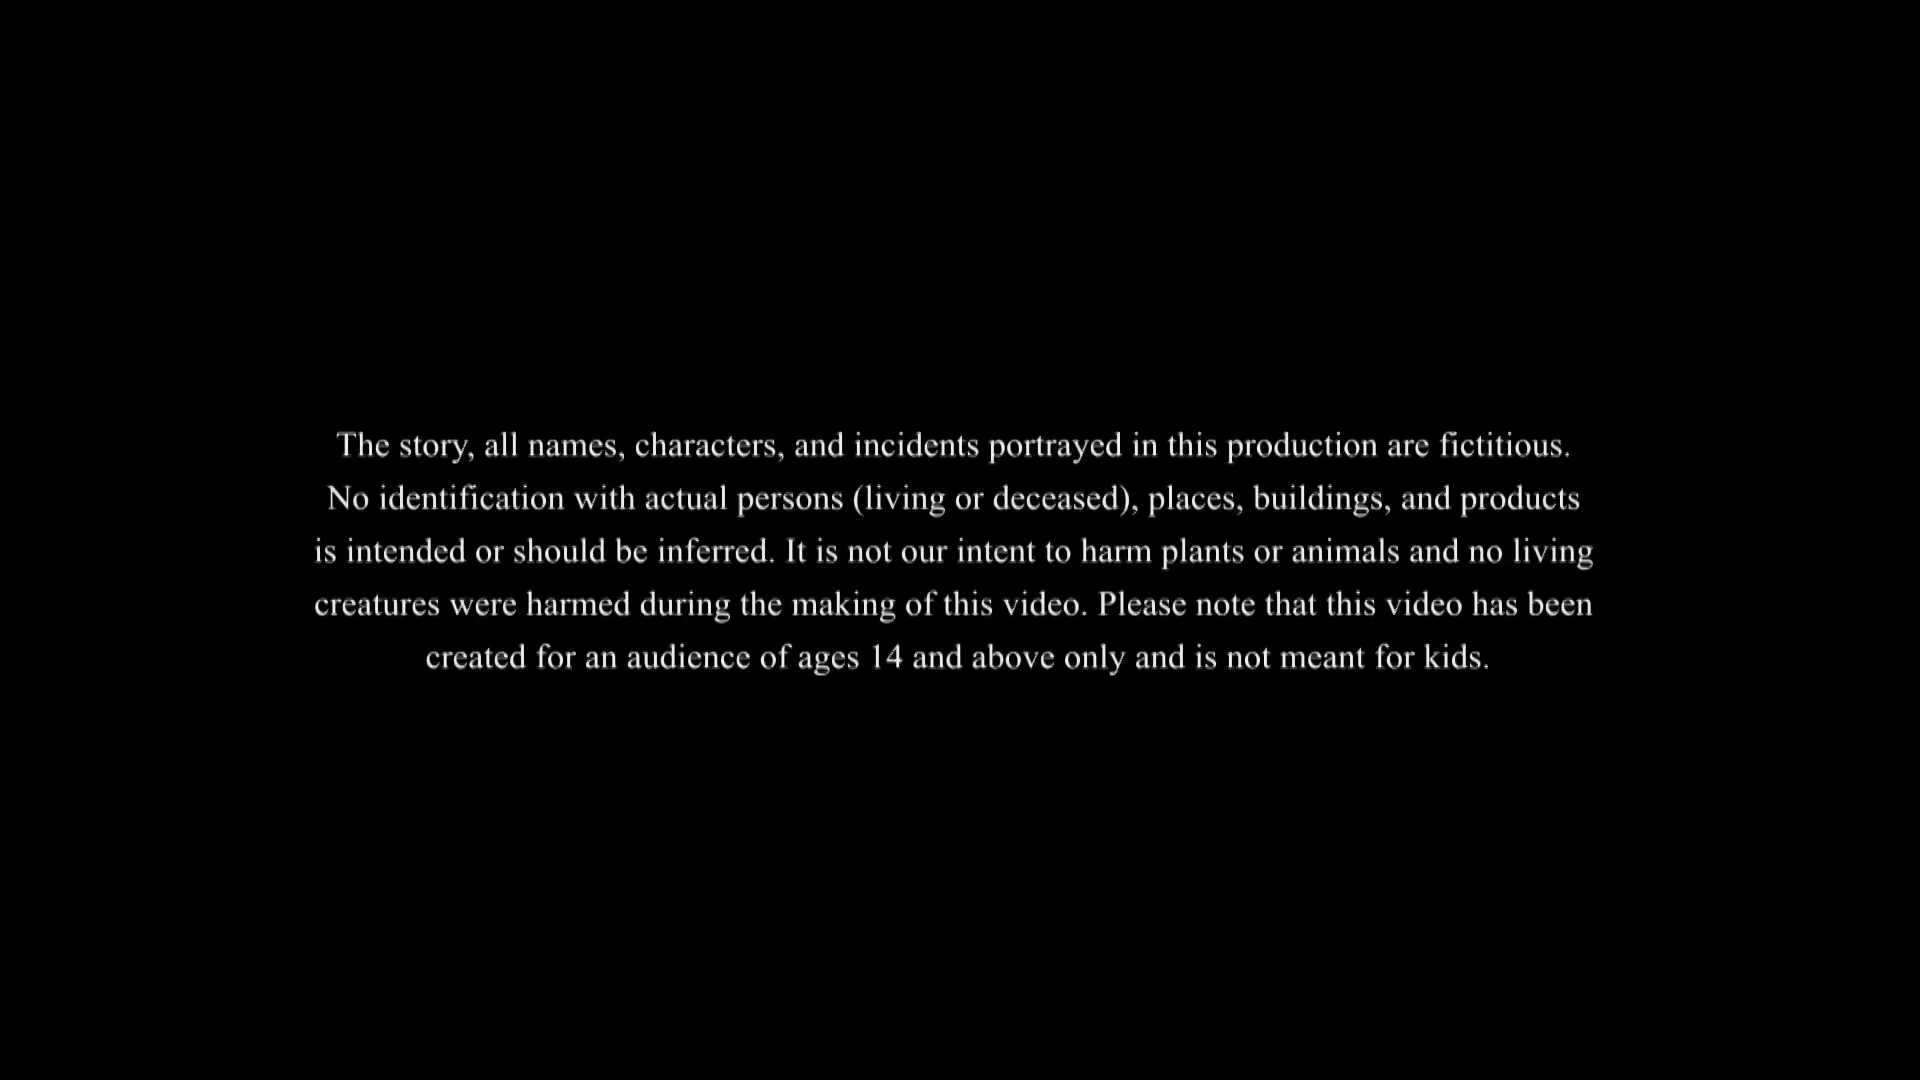 The story, all names, characters, and incidents portrayed in this production are fictitious.
No identification with actual persons (living or deceased), places, buildings, and products
is intended or should be inferred. It is not our intent to harm plants or animals and no living
creatures were harmed during the making of this video. Please note that this video has been
created for an audience of ages 14 and above only and is not meant for kids.